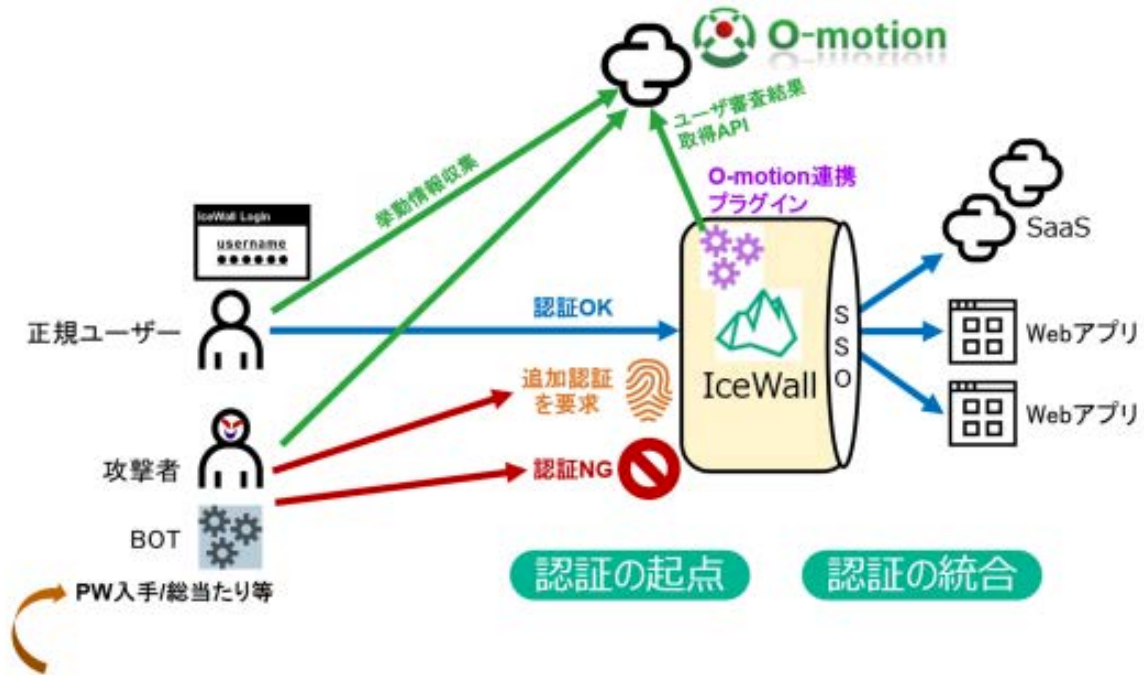 O-motion
ユーザ審査結果
取得API
挙動情報収集
O-motion連携
プラグイン
IceWall Login
username
●●●●●●
SaaS
正規ユーザー
認証OK
SSO
Webアプリ
IceWall
追加認証
を要求
Webアプリ
攻撃者
認証NG
BOT
PW入手/総当たり等
認証の起点
認証の統合